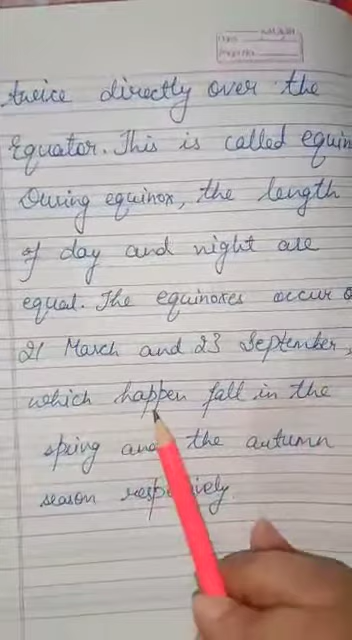 twice directly over the
Equator. This is called equin
During equinox, the length
of day and night are
equal. The equinoxes occur o
21 March and 23 September,
which happen fall in the
spring and the autumn
season respectively.